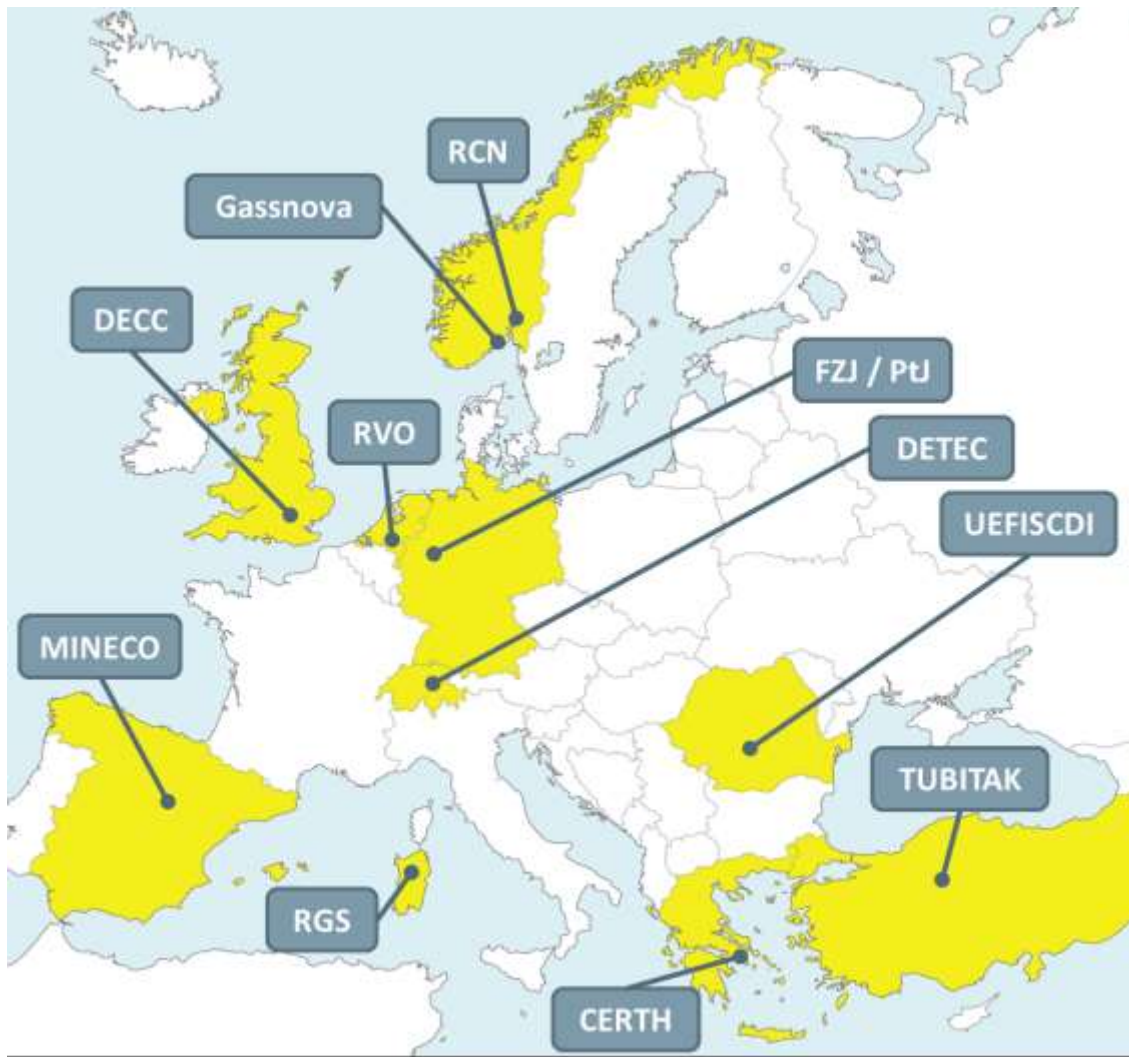 RCN
Gassnova
DECC
FZJ / PtJ
RVO
DETEC
UEFISCDI
MINECO
TUBITAK
RGS
CERTH